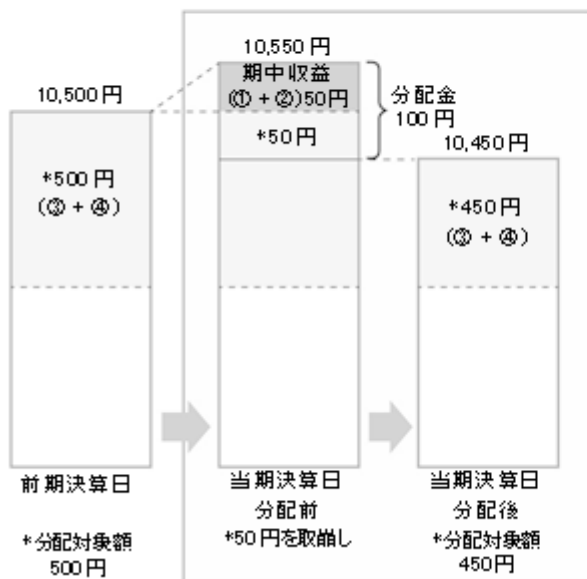 10,500円
*500円
(③+④)
前期決算日
*分配対象額
500円
10,550円
期中収益
(①+②)50円
*50円
分配金
100円
当期決算日
分配前
*50円を取崩し
10,450円
*450円
(③+④)
当期決算日
分配後
*分配対象額
450円